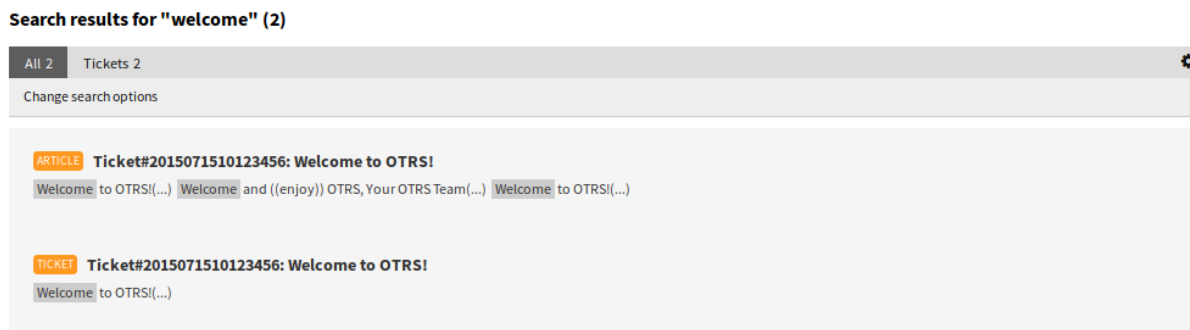 Search results for "welcome" (2)
All 2 Tickets 2
Change search options
ARTICLE Ticket#2015071510123456: Welcome to OTRS!
Welcome to OTRS!(...) Welcome and ((enjoy)) OTRS, Your OTRS Team(...) Welcome to OTRS!(...)
TICKET Ticket#2015071510123456: Welcome to OTRS!
Welcome to OTRS!(...)